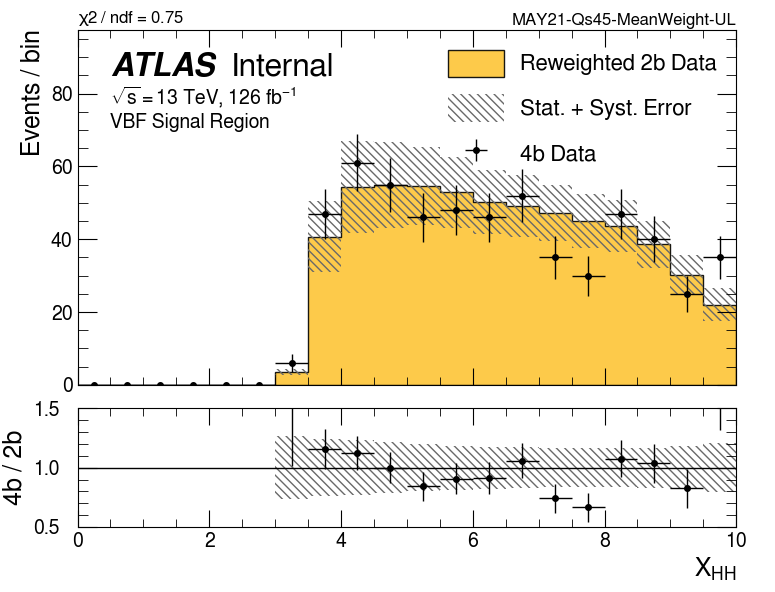 χ² / ndf = 0.75
MAY21-Qs45-MeanWeight-UL
Events / bin
ATLAS Internal
√s = 13 TeV, 126 fb⁻¹
VBF Signal Region
Reweighted 2b Data
Stat. + Syst. Error
4b Data
80
60
40
20
0
4b / 2b
1.5
1.0
0.5
0 2 4 6 8 10
X_HH